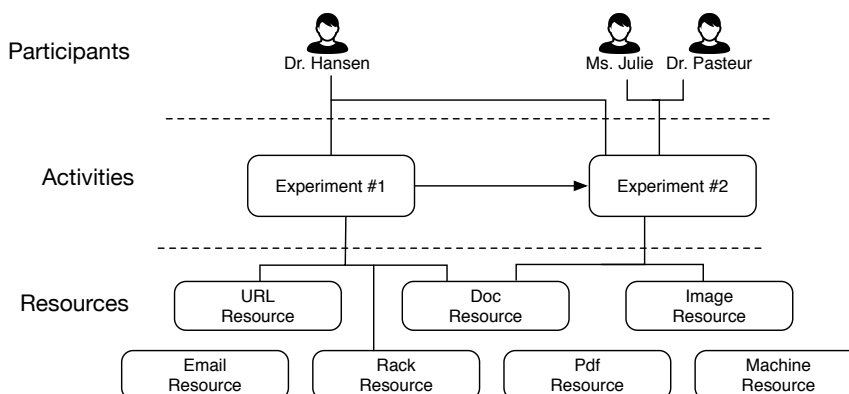 Participants
Dr. Hansen
Ms. Julie
Dr. Pasteur
Activities
Experiment #1
Experiment #2
Resources
URL
Resource
Doc
Resource
Image
Resource
Email
Resource
Rack
Resource
Pdf
Resource
Machine
Resource